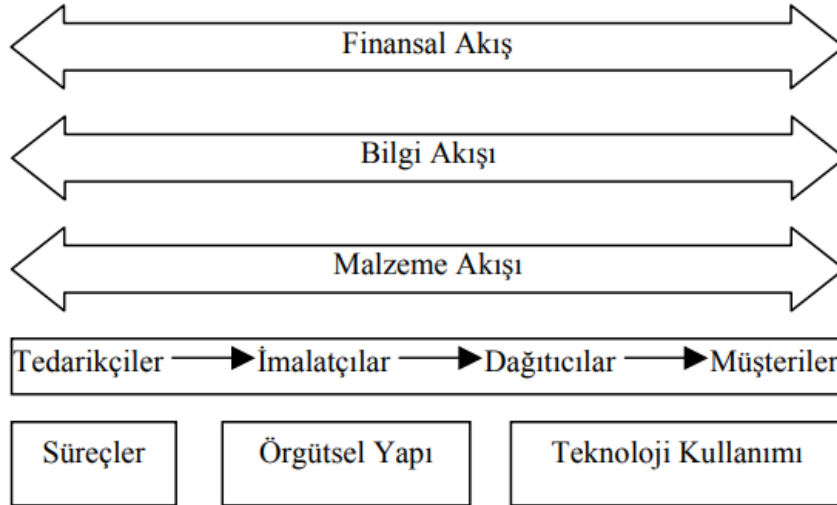 Finansal Akış
Bilgi Akışı
Malzeme Akışı
Tedarikçiler İmalatçılar Dağıtıcılar Müşteriler
Süreçler Örgütsel Yapı Teknoloji Kullanımı